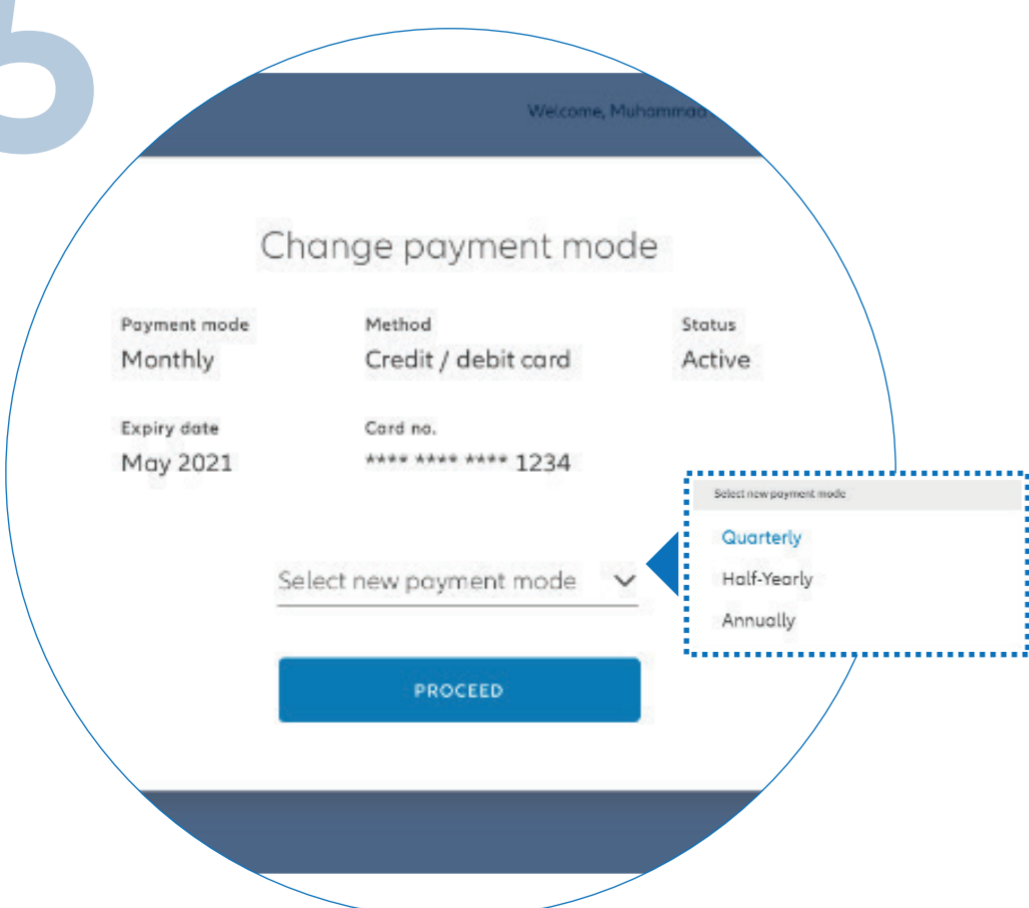 6
Welcome, Muhammad
Change payment mode
Payment mode Method Status
Monthly Credit / debit card Active
Expiry date Card no.
May 2021 **** **** **** 1234
Select new payment mode
PROCEED
Select new payment mode
Quarterly
Half-Yearly
Annually